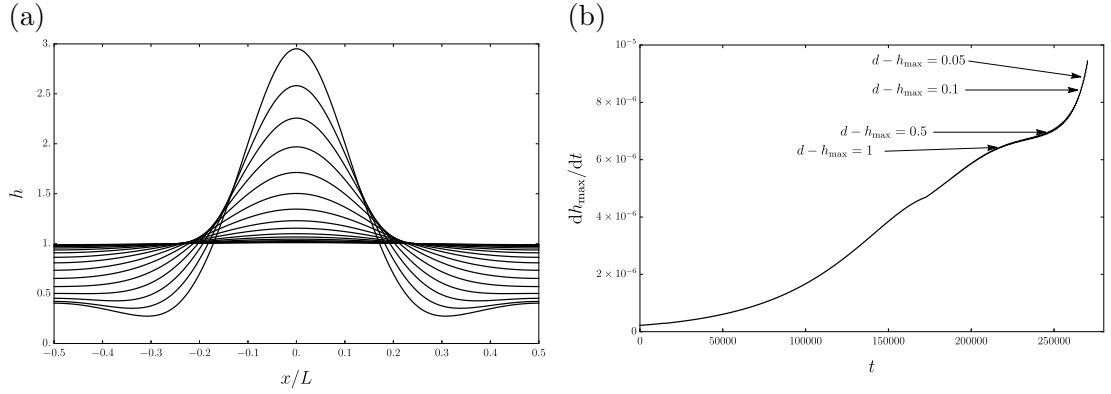 (a)
3.
2.5
2.
1.5
1.
0.5
0.
h
−0.5
−0.4
−0.3
−0.2
−0.1
0.
0.1
0.2
0.3
0.4
0.5
x/L
(b)
10⁻⁵
8 × 10⁻⁶
6 × 10⁻⁶
4 × 10⁻⁶
2 × 10⁻⁶
0
dh_max/dt
d − h_max = 0.05
d − h_max = 0.1
d − h_max = 0.5
d − h_max = 1
0
50000
100000
150000
200000
250000
t